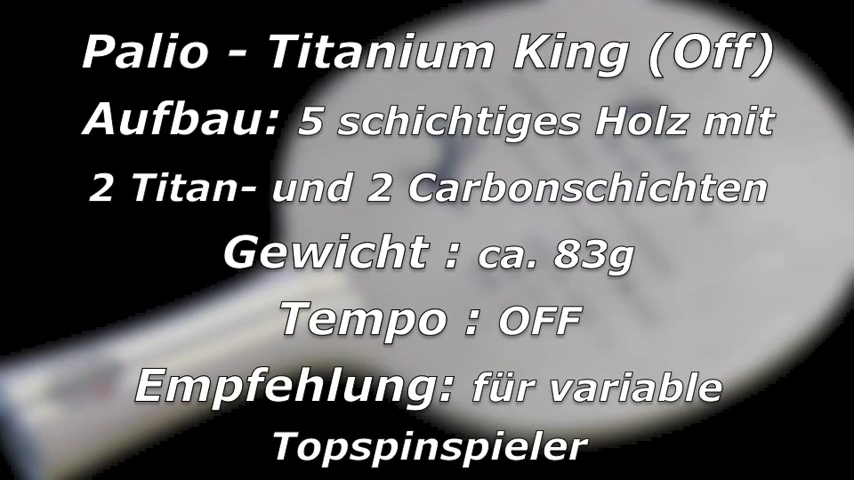 Palio - Titanium King (Off)
Aufbau: 5 schichtiges Holz mit
2 Titan- und 2 Carbonschichten
Gewicht : ca. 83g
Tempo : OFF
Empfehlung: für variable
Topspinspieler